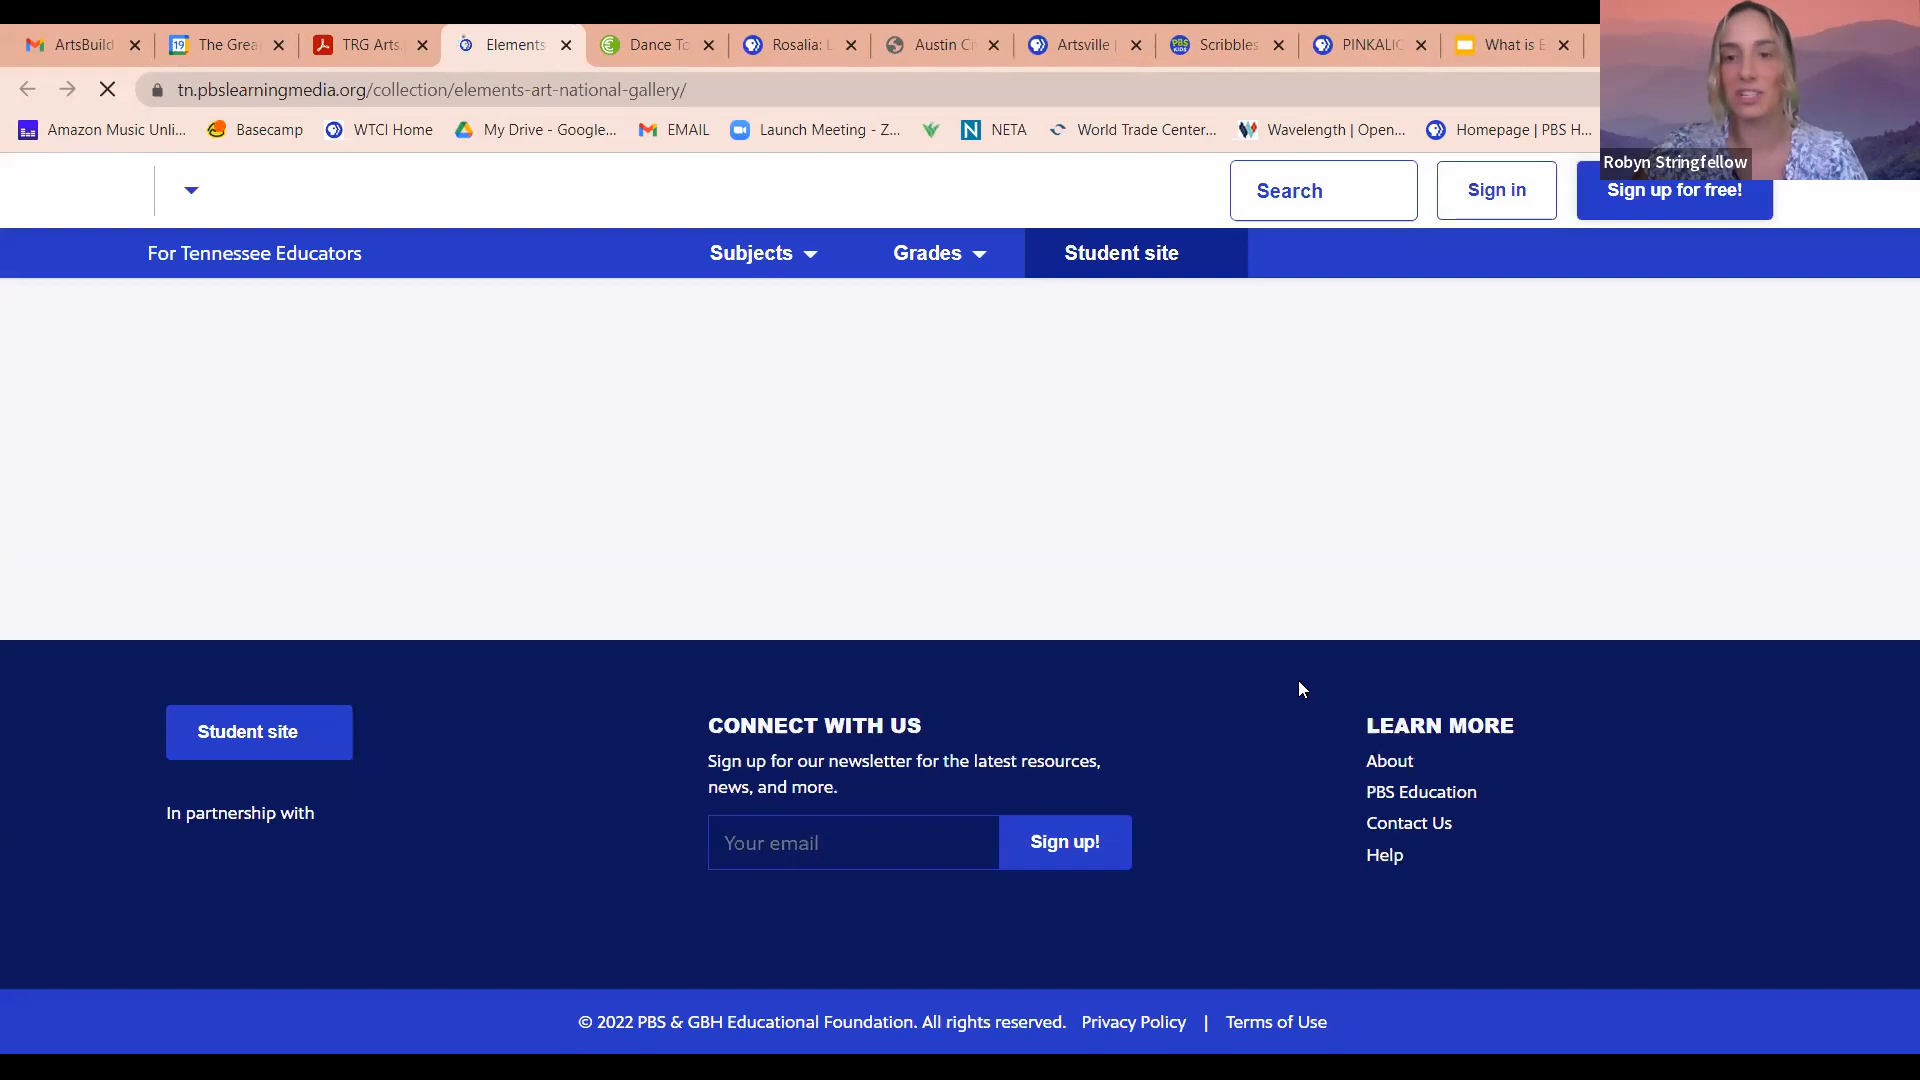 ArtsBuild The Grea TRG Arts Elements Dance To Rosalia: L Austin Ci Artsville | Scribbles PINKALIC What is E
tn.pbslearningmedia.org/collection/elements-art-national-gallery/
Amazon Music Unli... Basecamp WTCI Home My Drive - Google... EMAIL Launch Meeting - Z... NETA World Trade Center... Wavelength | Open... Homepage | PBS H...
Robyn Stringfellow
Search Sign in Sign up for free!
For Tennessee Educators Subjects Grades Student site
Student site
In partnership with
CONNECT WITH US
Sign up for our newsletter for the latest resources,
news, and more.
Your email Sign up!
LEARN MORE
About
PBS Education
Contact Us
Help
© 2022 PBS & GBH Educational Foundation. All rights reserved. Privacy Policy | Terms of Use